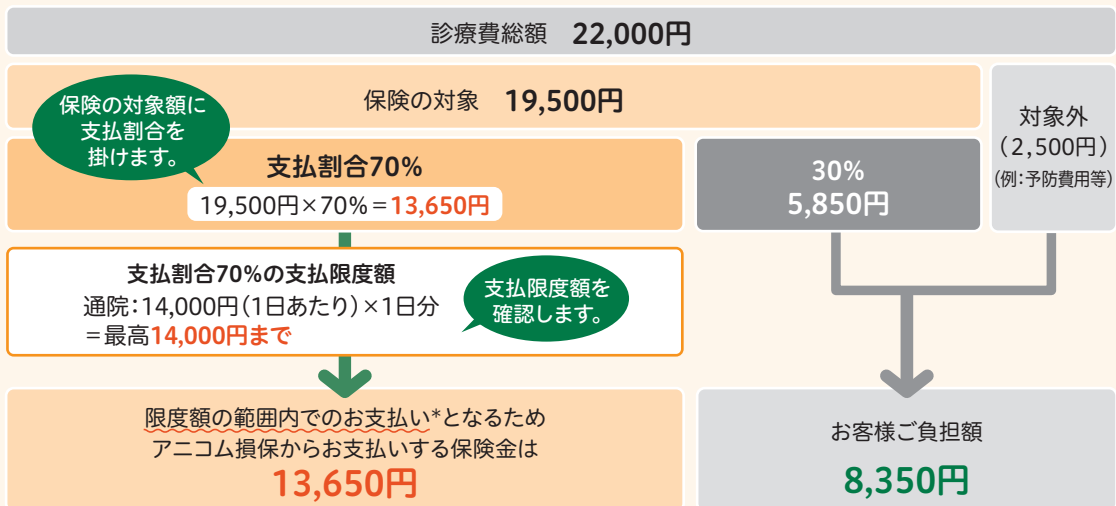 診療費総額 22,000円
保険の対象 19,500円
対象外
(2,500円)
(例:予防費用等)
保険の対象額に
支払割合を
掛けます。
支払割合70%
19,500円×70%=13,650円
30%
5,850円
支払割合70%の支払限度額
通院:14,000円(1日あたり)×1日分
=最高14,000円まで
支払限度額を
確認します。
限度額の範囲内でのお支払い*となるため
アニコム損保からお支払いする保険金は
13,650円
お客様ご負担額
8,350円